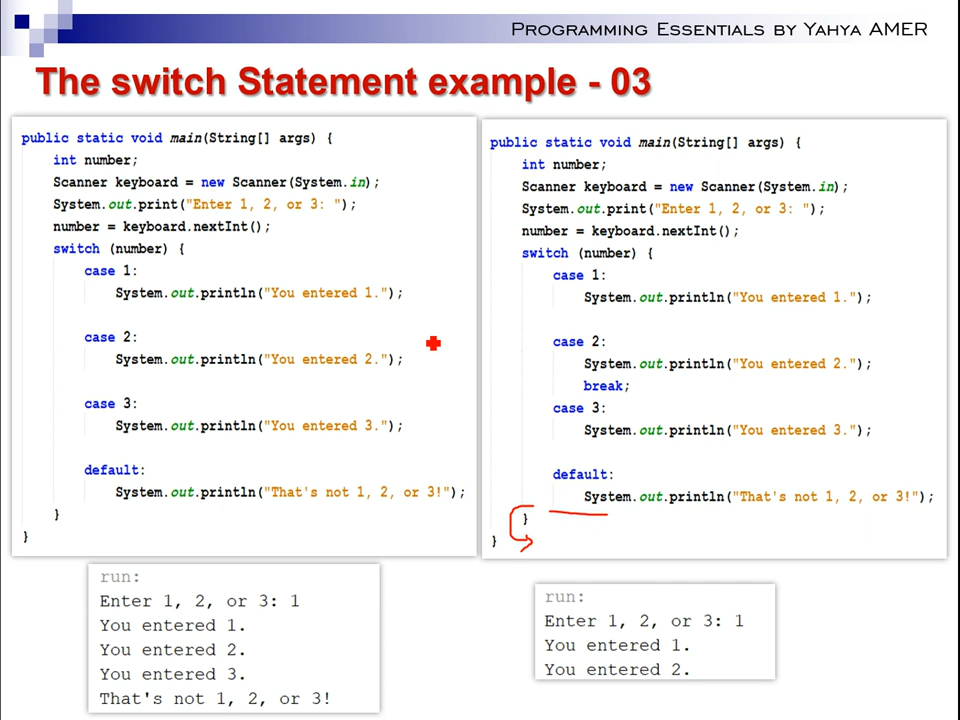 PROGRAMMING ESSENTIALS BY YAHYA AMER
The switch Statement example - 03
public static void main(String[] args) {
int number;
Scanner keyboard = new Scanner(System.in);
System.out.print("Enter 1, 2, or 3: ");
number = keyboard.nextInt();
switch (number) {
case 1:
System.out.println("You entered 1.");
case 2:
System.out.println("You entered 2.");
case 3:
System.out.println("You entered 3.");
default:
System.out.println("That's not 1, 2, or 3!");
}
}
run:
Enter 1, 2, or 3: 1
You entered 1.
You entered 2.
You entered 3.
That's not 1, 2, or 3!
public static void main(String[] args) {
int number;
Scanner keyboard = new Scanner(System.in);
System.out.print("Enter 1, 2, or 3: ");
number = keyboard.nextInt();
switch (number) {
case 1:
System.out.println("You entered 1.");
case 2:
System.out.println("You entered 2.");
break;
case 3:
System.out.println("You entered 3.");
default:
System.out.println("That's not 1, 2, or 3!");
}
}
run:
Enter 1, 2, or 3: 1
You entered 1.
You entered 2.